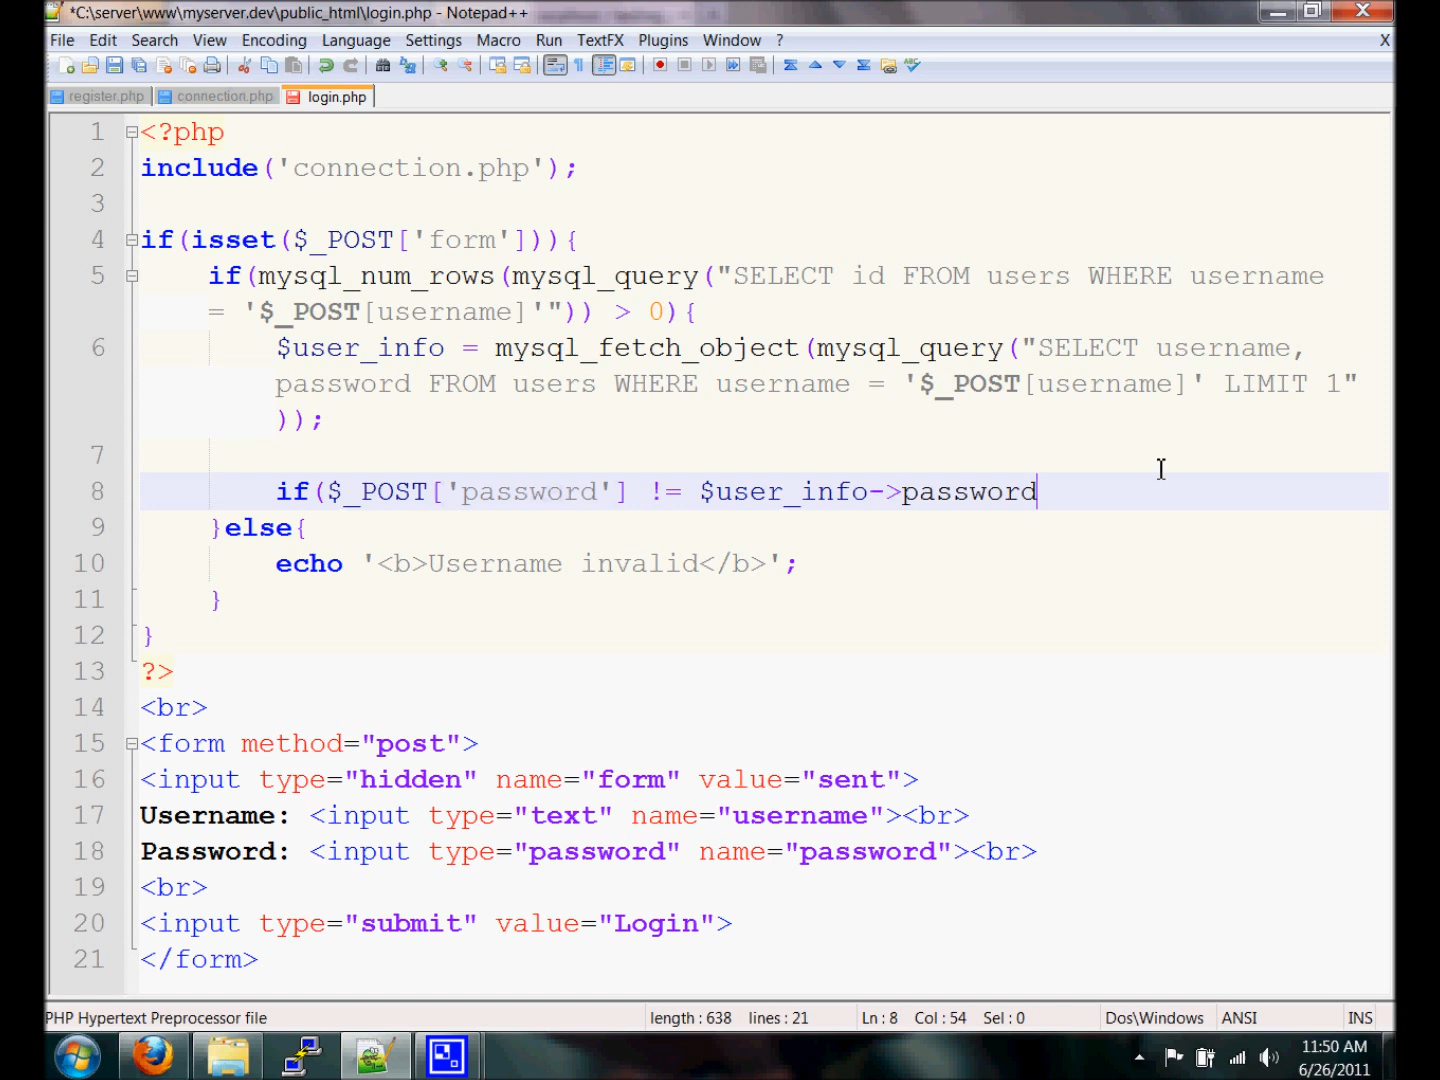 *C:\server\www\myserver.dev\public_html\login.php - Notepad++
File Edit Search View Encoding Language Settings Macro Run TextFX Plugins Window ? X
register.php connection.php login.php
1 <?php
2 include('connection.php');
3
4 if(isset($_POST['form'])){
5 if(mysql_num_rows(mysql_query("SELECT id FROM users WHERE username
= '$_POST[username]'")) > 0){
6 $user_info = mysql_fetch_object(mysql_query("SELECT username,
password FROM users WHERE username = '$_POST[username]' LIMIT 1"
));
7
8 if($_POST['password'] != $user_info->password
9 }else{
10 echo '<b>Username invalid</b>';
11 }
12 }
13 ?>
14 <br>
15 <form method="post">
16 <input type="hidden" name="form" value="sent">
17 Username: <input type="text" name="username"><br>
18 Password: <input type="password" name="password"><br>
19 <br>
20 <input type="submit" value="Login">
21 </form>
PHP Hypertext Preprocessor file length : 638 lines : 21 Ln : 8 Col : 54 Sel : 0 Dos\Windows ANSI INS
11:50 AM
6/26/2011